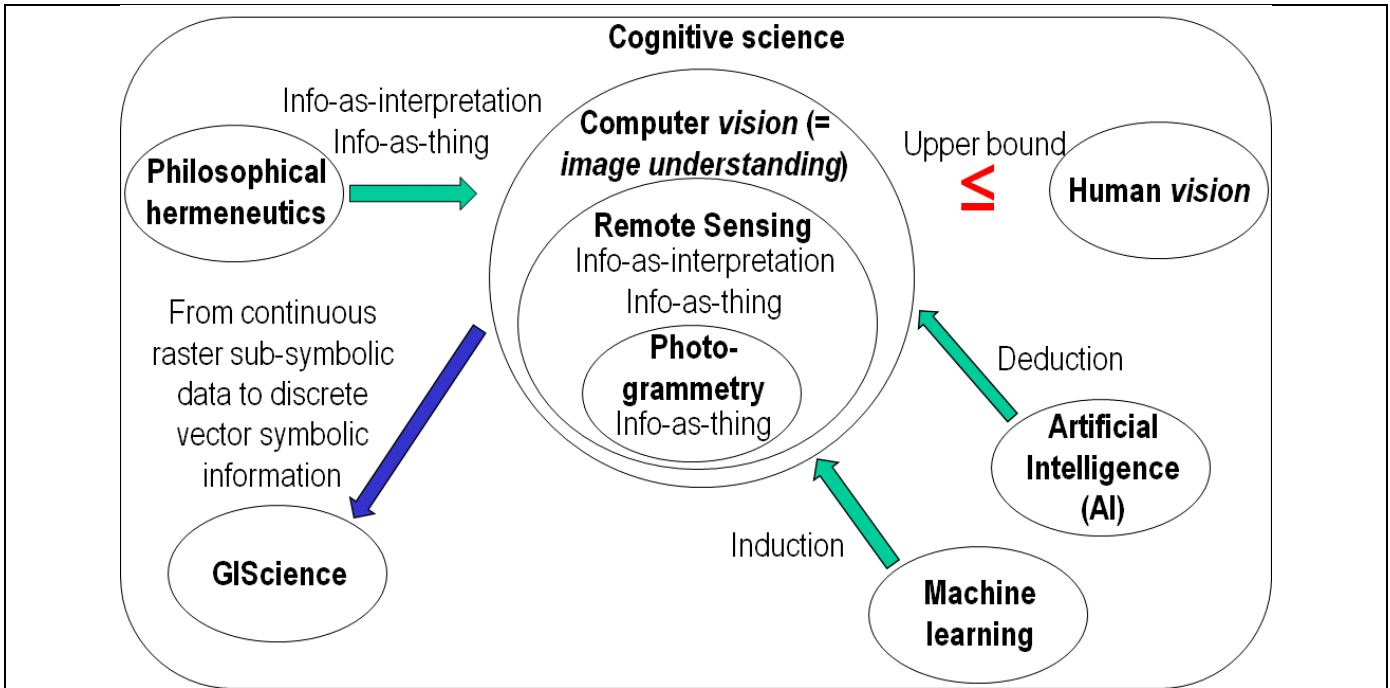 Cognitive science
Info-as-interpretation
Info-as-thing
Philosophical
hermeneutics
Computer vision (=
image understanding)
Remote Sensing
Info-as-interpretation
Info-as-thing
Photo-
grammetry
Info-as-thing
Upper bound
≤
Human vision
From continuous
raster sub-symbolic
data to discrete
vector symbolic
information
GIScience
Deduction
Artificial
Intelligence
(AI)
Induction
Machine
learning